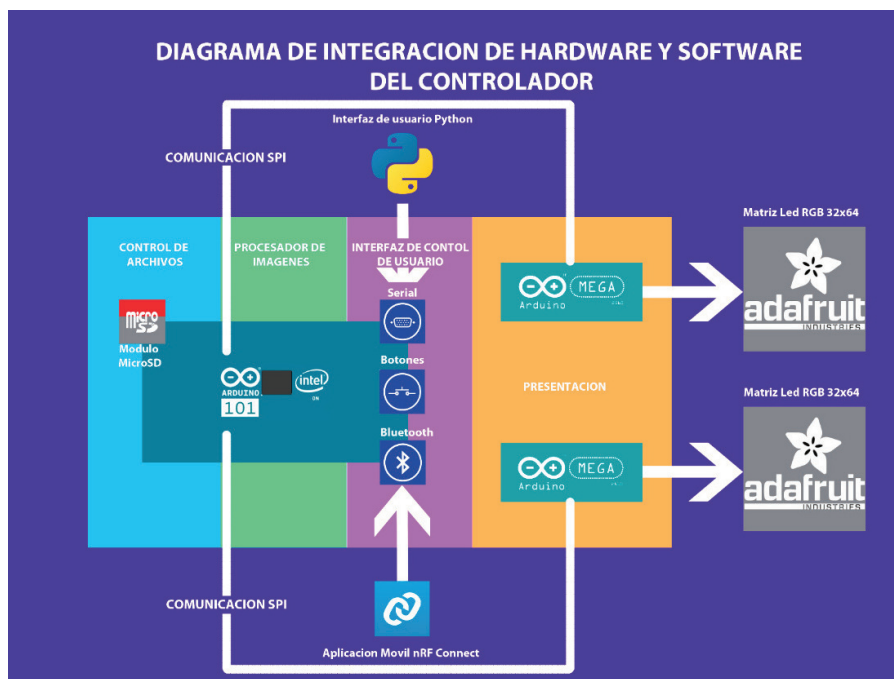 DIAGRAMA DE INTEGRACION DE HARDWARE Y SOFTWARE
DEL CONTROLADOR
Interfaz de usuario Python
COMUNICACION SPI
CONTROL DE
ARCHIVOS
PROCESADOR DE
IMAGENES
INTERFAZ DE CONTOL
DE USUARIO
Serial
Botones
Bluetooth
micro
SD
Modulo
MicroSD
ARDUINO
101
intel
MEGA
Arduino
PRESENTACION
MEGA
Arduino
Matriz Led RGB 32x64
adafruit
INDUSTRIES
Matriz Led RGB 32x64
adafruit
INDUSTRIES
COMUNICACION SPI
Aplicacion Movil nRF Connect